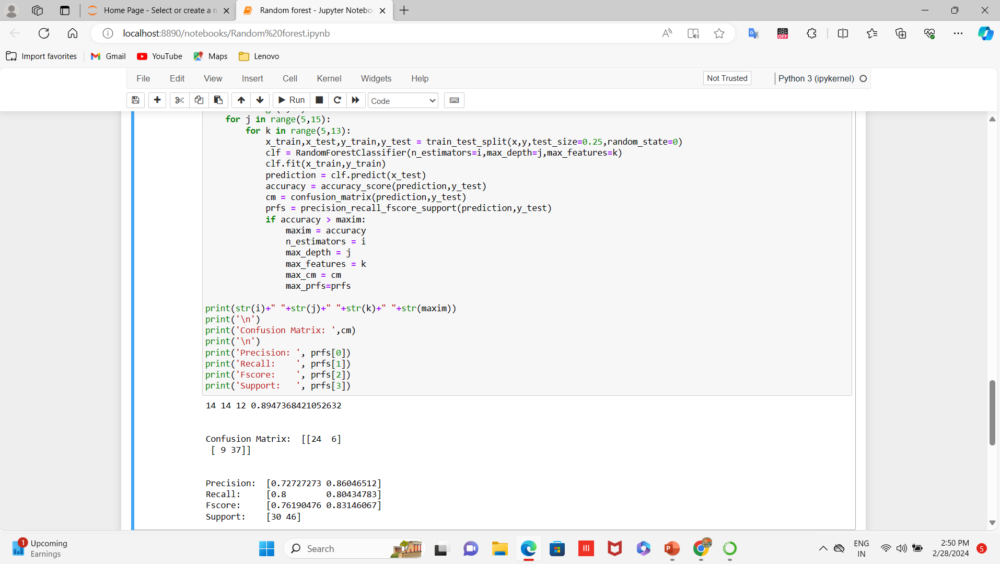 Home Page - Select or create a n
Random forest - Jupyter Notebo
localhost:8890/notebooks/Random%20forest.ipynb
OFF
Import favorites
Gmail
YouTube
Maps
Lenovo
File Edit View Insert Cell Kernel Widgets Help
Not Trusted
Python 3 (ipykernel)
Run
Code
for j in range(5,15):
for k in range(5,13):
x_train,x_test,y_train,y_test = train_test_split(x,y,test_size=0.25,random_state=0)
clf = RandomForestClassifier(n_estimators=i,max_depth=j,max_features=k)
clf.fit(x_train,y_train)
prediction = clf.predict(x_test)
accuracy = accuracy_score(prediction,y_test)
cm = confusion_matrix(prediction,y_test)
prfs = precision_recall_fscore_support(prediction,y_test)
if accuracy > maxim:
maxim = accuracy
n_estimators = i
max_depth = j
max_features = k
max_cm = cm
max_prfs=prfs
print(str(i)+" "+str(j)+" "+str(k)+" "+str(maxim))
print('\n')
print('Confusion Matrix: ',cm)
print('\n')
print('Precision: ', prfs[0])
print('Recall:    ', prfs[1])
print('Fscore:    ', prfs[2])
print('Support:   ', prfs[3])
14 14 12 0.8947368421052632
Confusion Matrix:  [[24  6]
[ 9 37]]
Precision:  [0.72727273 0.86046512]
Recall:     [0.8        0.80434783]
Fscore:     [0.76190476 0.83146067]
Support:    [30 46]
1
Upcoming
Earnings
Search
ENG
IN
2:50 PM
2/28/2024
5